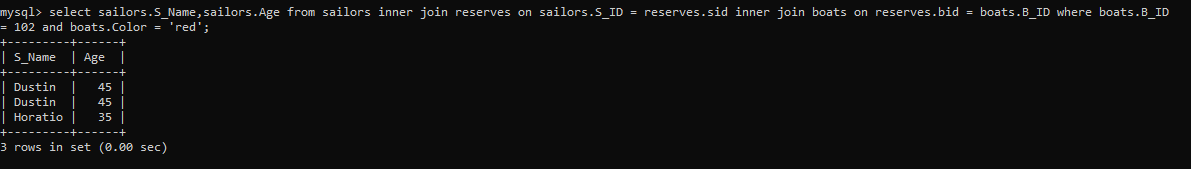 mysql> select sailors.S_Name,sailors.Age from sailors inner join reserves on sailors.S_ID = reserves.sid inner join boats on reserves.bid = boats.B_ID where boats.B_ID
= 102 and boats.Color = 'red';
+---------+------+
| S_Name  | Age  |
+---------+------+
| Dustin  |   45 |
| Dustin  |   45 |
| Horatio |   35 |
+---------+------+
3 rows in set (0.00 sec)